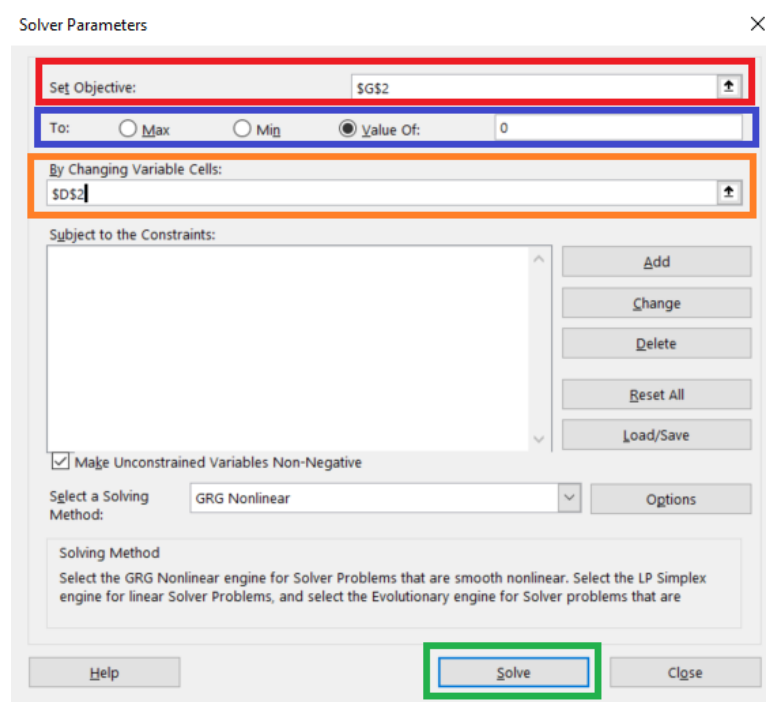 Solver Parameters
Set Objective: $G$2
To: Max Min Value Of: 0
By Changing Variable Cells:
$D$2
Subject to the Constraints:
Add
Change
Delete
Reset All
Load/Save
Make Unconstrained Variables Non-Negative
Select a Solving Method: GRG Nonlinear Options
Solving Method
Select the GRG Nonlinear engine for Solver Problems that are smooth nonlinear. Select the LP Simplex
engine for linear Solver Problems, and select the Evolutionary engine for Solver problems that are
Help Solve Close